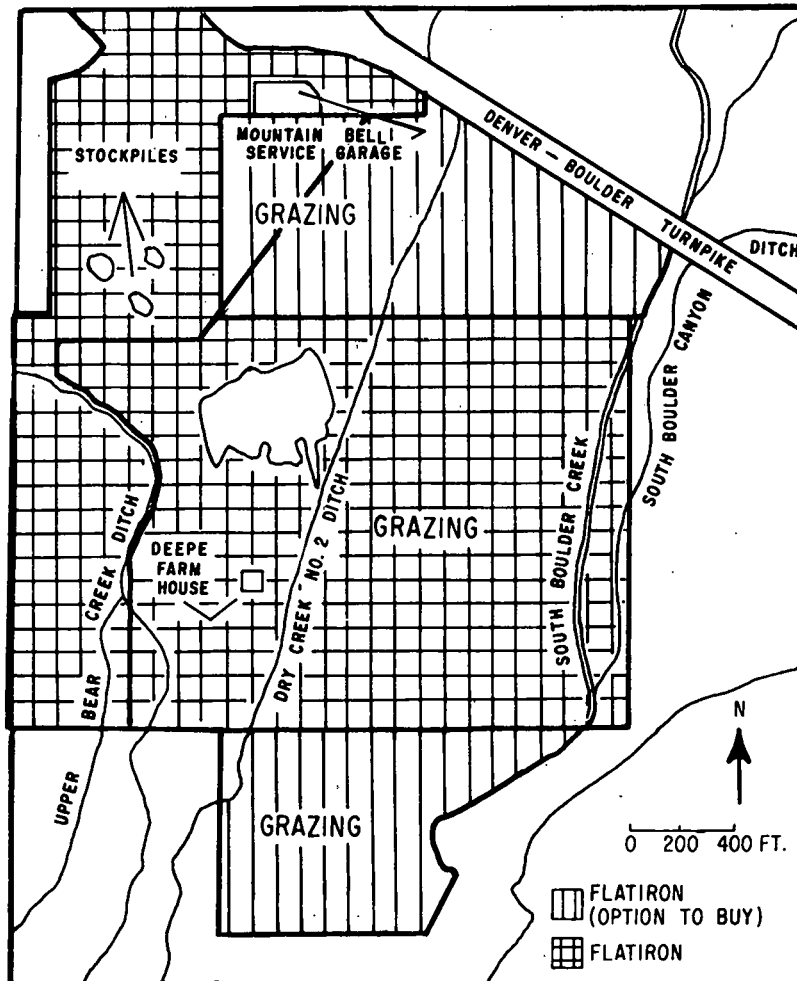 DENVER — BOULDER TURNPIKE
MOUNTAIN BELL
SERVICE GARAGE
STOCKPILES
GRAZING
DITCH
SOUTH BOULDER CANYON
UPPER BEAR CREEK DITCH
DEEPE
FARM
HOUSE
DRY CREEK NO. 2 DITCH
GRAZING
SOUTH BOULDER CREEK
GRAZING
N
0 200 400 FT.
FLATIRON
(OPTION TO BUY)
FLATIRON